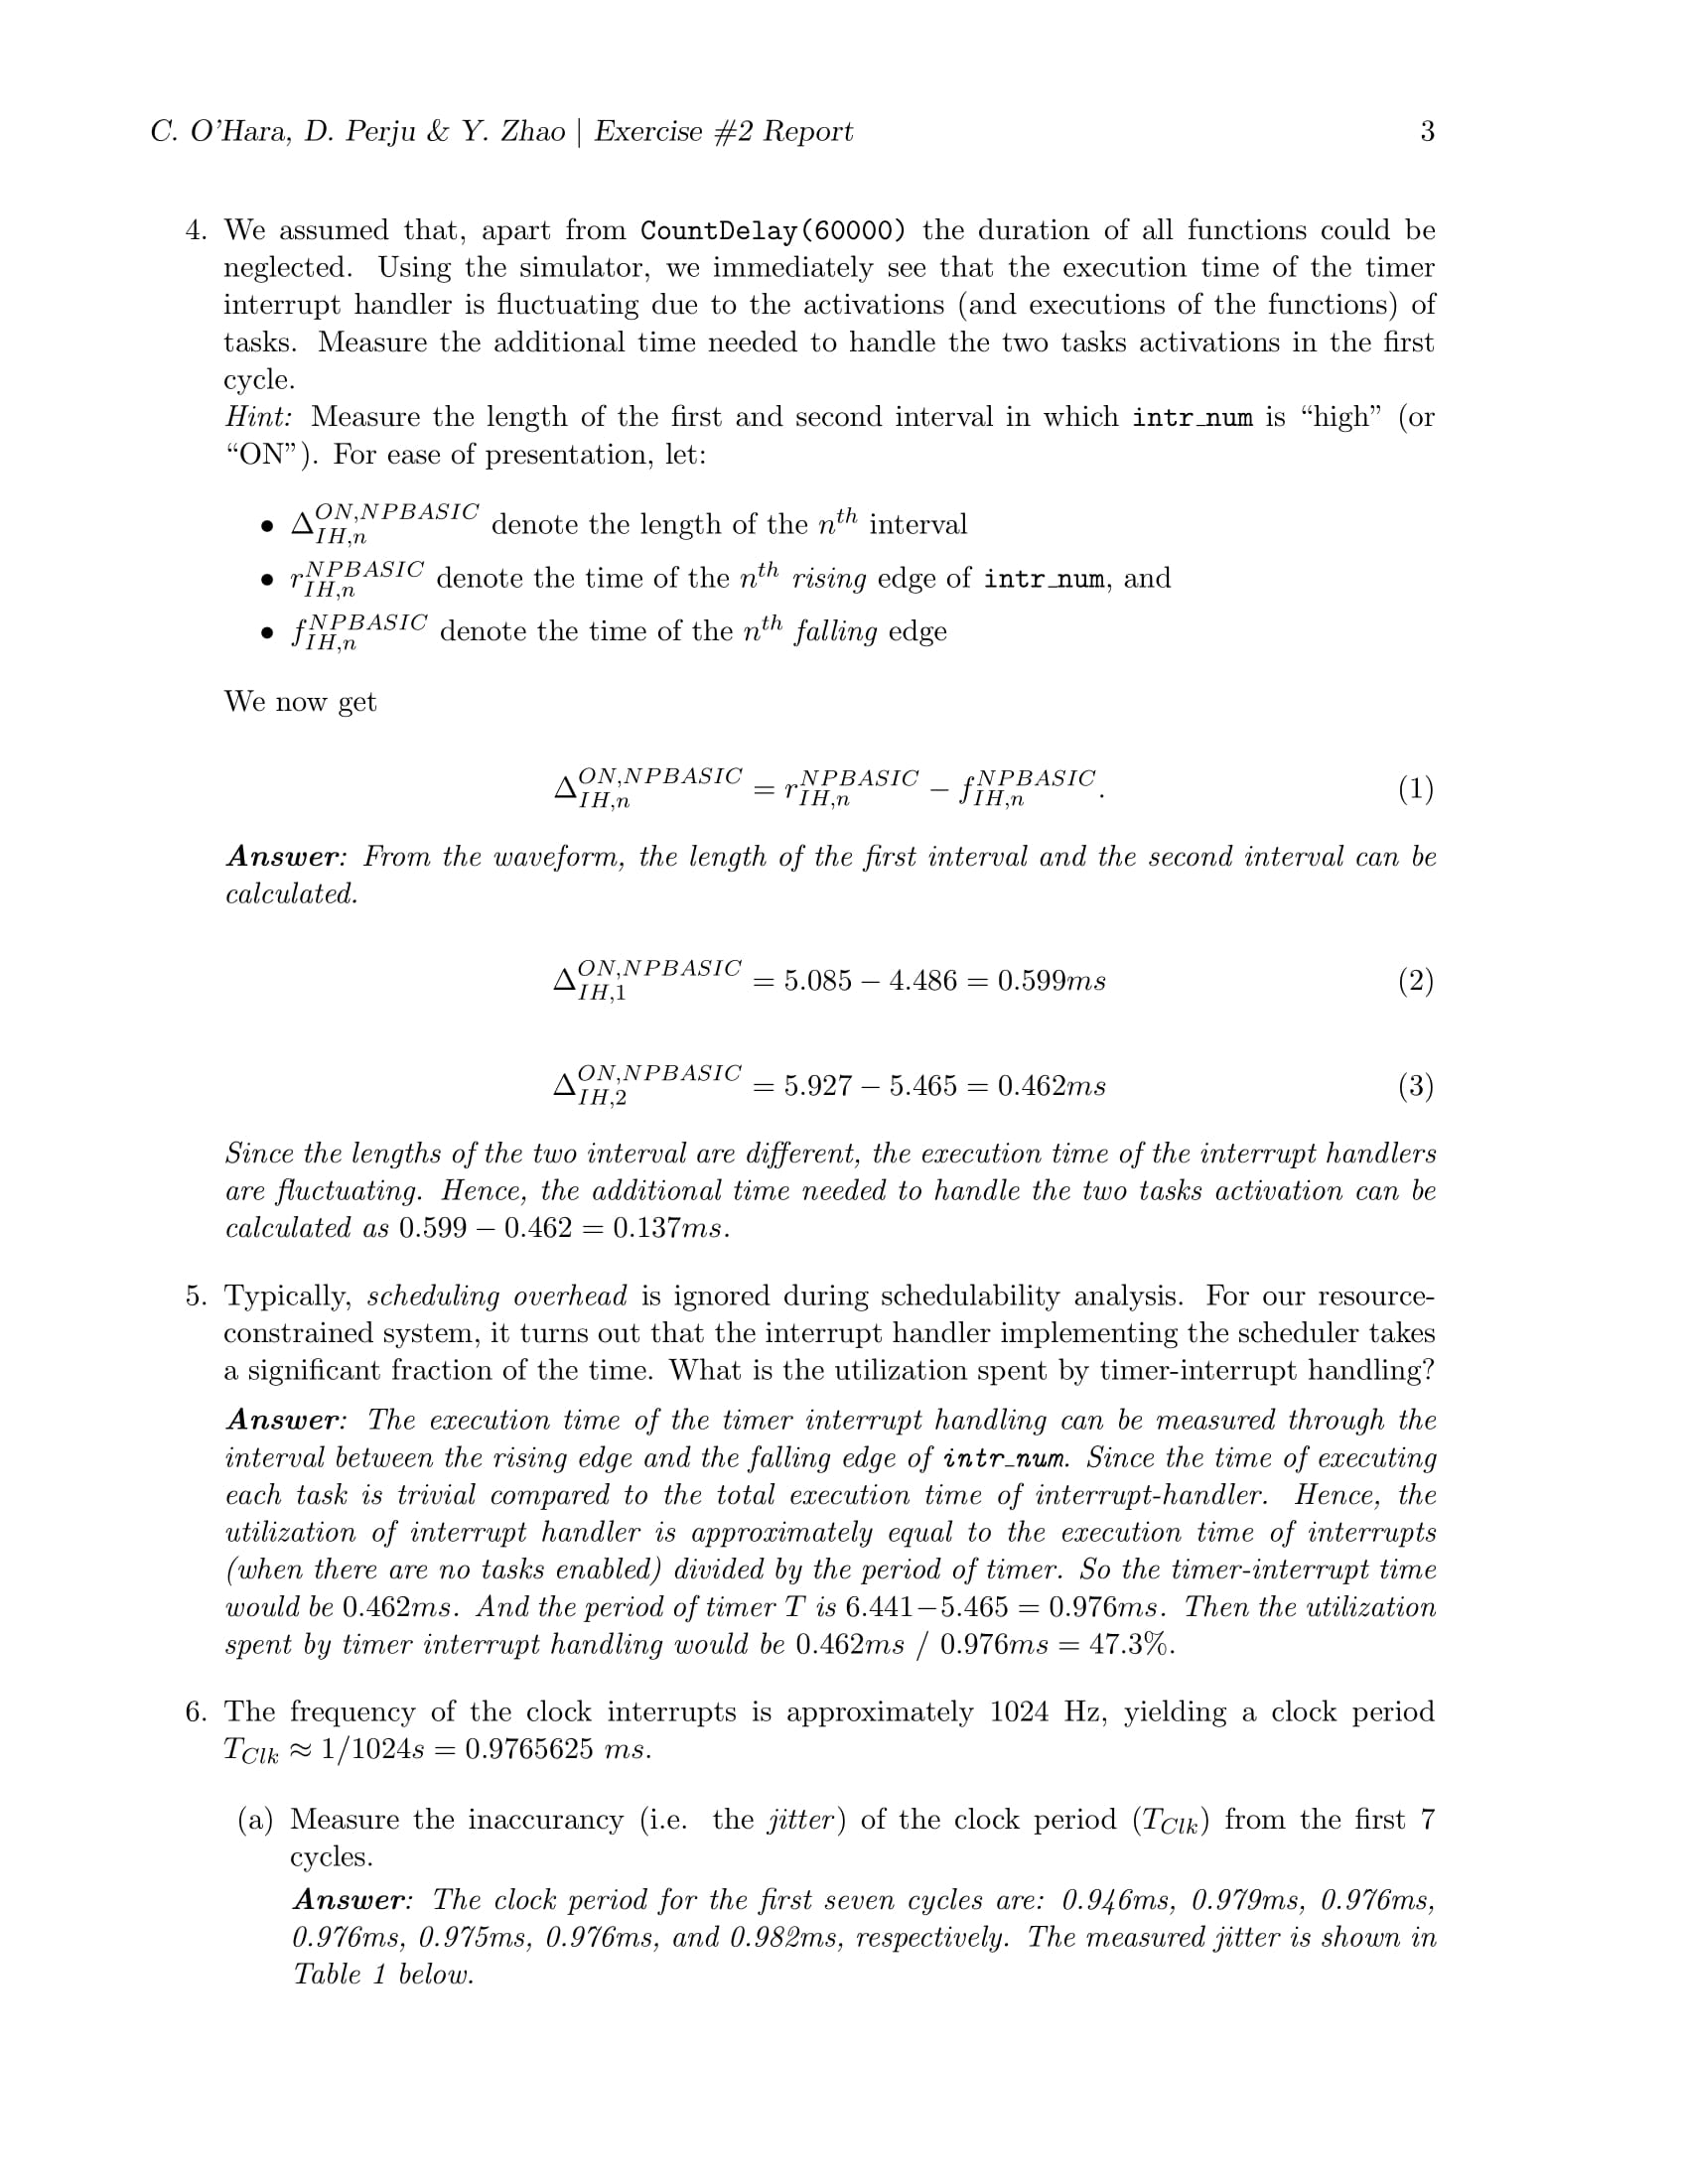 C. O'Hara, D. Perju & Y. Zhao | Exercise #2 Report 3
4. We assumed that, apart from CountDelay(60000) the duration of all functions could be
neglected. Using the simulator, we immediately see that the execution time of the timer
interrupt handler is fluctuating due to the activations (and executions of the functions) of
tasks. Measure the additional time needed to handle the two tasks activations in the first
cycle.
Hint: Measure the length of the first and second interval in which intr_num is “high” (or
“ON”). For ease of presentation, let:
• Δ_{IH,n}^{ON,NPBASIC} denote the length of the n^{th} interval
• r_{IH,n}^{NPBASIC} denote the time of the n^{th} rising edge of intr_num, and
• f_{IH,n}^{NPBASIC} denote the time of the n^{th} falling edge
We now get
Δ_{IH,n}^{ON,NPBASIC} = r_{IH,n}^{NPBASIC} − f_{IH,n}^{NPBASIC}. (1)
Answer: From the waveform, the length of the first interval and the second interval can be
calculated.
Δ_{IH,1}^{ON,NPBASIC} = 5.085 − 4.486 = 0.599ms (2)
Δ_{IH,2}^{ON,NPBASIC} = 5.927 − 5.465 = 0.462ms (3)
Since the lengths of the two interval are different, the execution time of the interrupt handlers
are fluctuating. Hence, the additional time needed to handle the two tasks activation can be
calculated as 0.599 − 0.462 = 0.137ms.
5. Typically, scheduling overhead is ignored during schedulability analysis. For our resource-
constrained system, it turns out that the interrupt handler implementing the scheduler takes
a significant fraction of the time. What is the utilization spent by timer-interrupt handling?
Answer: The execution time of the timer interrupt handling can be measured through the
interval between the rising edge and the falling edge of intr_num. Since the time of executing
each task is trivial compared to the total execution time of interrupt-handler. Hence, the
utilization of interrupt handler is approximately equal to the execution time of interrupts
(when there are no tasks enabled) divided by the period of timer. So the timer-interrupt time
would be 0.462ms. And the period of timer T is 6.441−5.465 = 0.976ms. Then the utilization
spent by timer interrupt handling would be 0.462ms / 0.976ms = 47.3%.
6. The frequency of the clock interrupts is approximately 1024 Hz, yielding a clock period
T_{Clk} ≈ 1/1024s = 0.9765625 ms.
(a) Measure the inaccurancy (i.e. the jitter) of the clock period (T_{Clk}) from the first 7
cycles.
Answer: The clock period for the first seven cycles are: 0.946ms, 0.979ms, 0.976ms,
0.976ms, 0.975ms, 0.976ms, and 0.982ms, respectively. The measured jitter is shown in
Table 1 below.